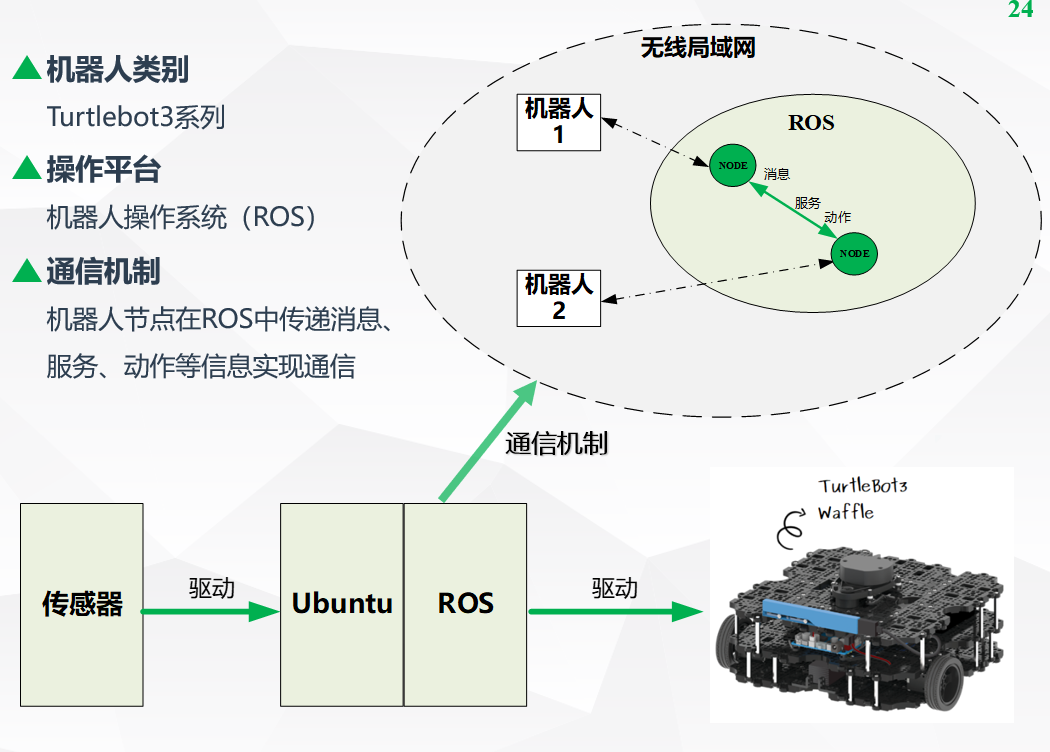 24
机器人类别
Turtlebot3系列
操作平台
机器人操作系统（ROS）
通信机制
机器人节点在ROS中传递消息、
服务、动作等信息实现通信
无线局域网
机器人
1
ROS
NODE
消息
服务
动作
NODE
机器人
2
通信机制
传感器
驱动
Ubuntu
ROS
驱动
TurtleBot3
Waffle